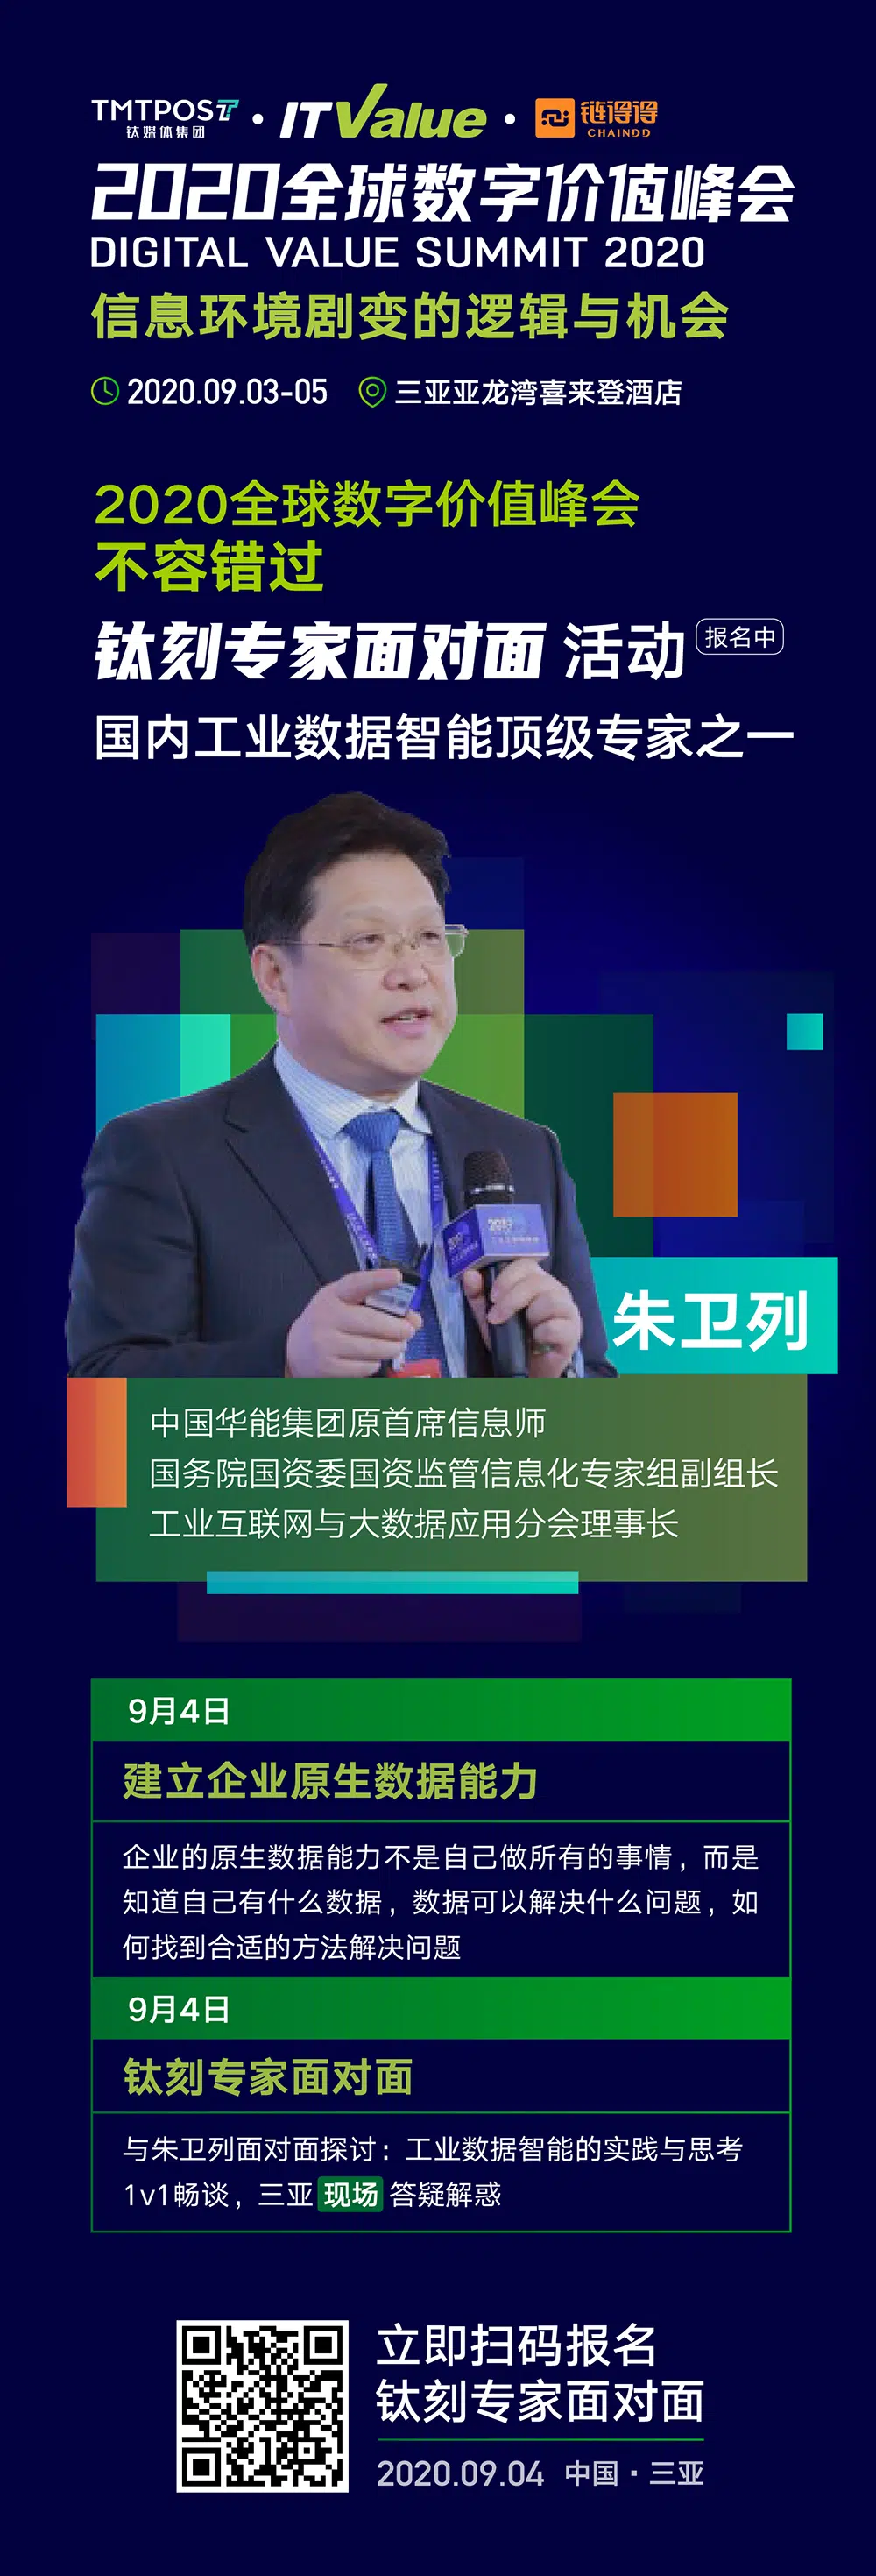 TMTPOST
钛媒体集团
ITValue
链得得
CHAINDD
2020全球数字价值峰会
DIGITAL VALUE SUMMIT 2020
信息环境剧变的逻辑与机会
2020.09.03-05 三亚亚龙湾喜来登酒店
2020全球数字价值峰会
不容错过
钛刻专家面对面 活动 报名中
国内工业数据智能顶级专家之一
朱卫列
中国华能集团原首席信息师
国务院国资委国资监管信息化专家组副组长
工业互联网与大数据应用分会理事长
9月4日
建立企业原生数据能力
企业的原生数据能力不是自己做所有的事情，而是
知道自己有什么数据，数据可以解决什么问题，如
何找到合适的方法解决问题
9月4日
钛刻专家面对面
与朱卫列面对面探讨：工业数据智能的实践与思考
1v1畅谈，三亚 现场 答疑解惑
立即扫码报名
钛刻专家面对面
2020.09.04 中国·三亚